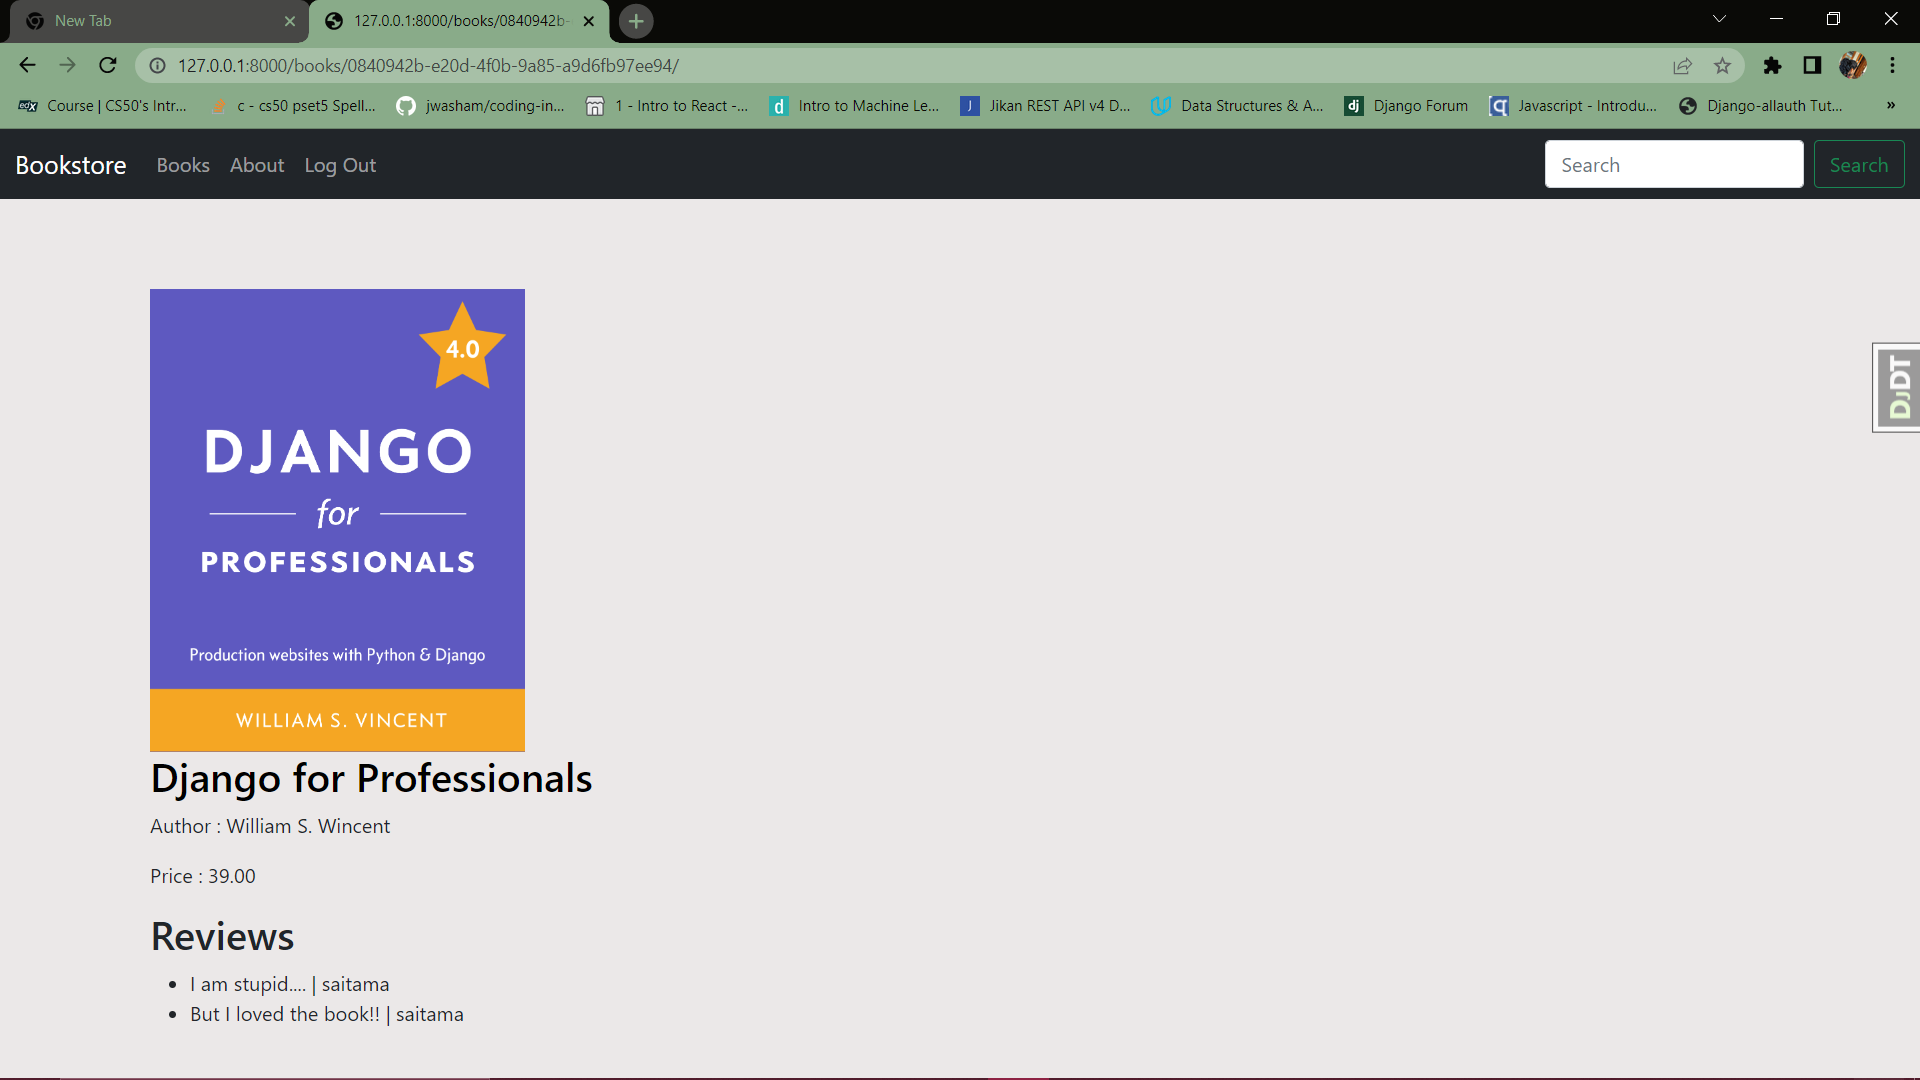 New Tab
127.0.0.1:8000/books/0840942b-
127.0.0.1:8000/books/0840942b-e20d-4f0b-9a85-a9d6fb97ee94/
edX Course | CS50's Intr... c - cs50 pset5 Spell... jwasham/coding-in... 1 - Intro to React -... d Intro to Machine Le... J Jikan REST API v4 D... Data Structures & A... dj Django Forum Javascript - Introdu... Django-allauth Tut... »
Bookstore Books About Log Out Search Search
4.0
DJANGO
for
PROFESSIONALS
Production websites with Python & Django
WILLIAM S. VINCENT
DjDT
Django for Professionals
Author : William S. Wincent
Price : 39.00
Reviews
• I am stupid.... | saitama
• But I loved the book!! | saitama